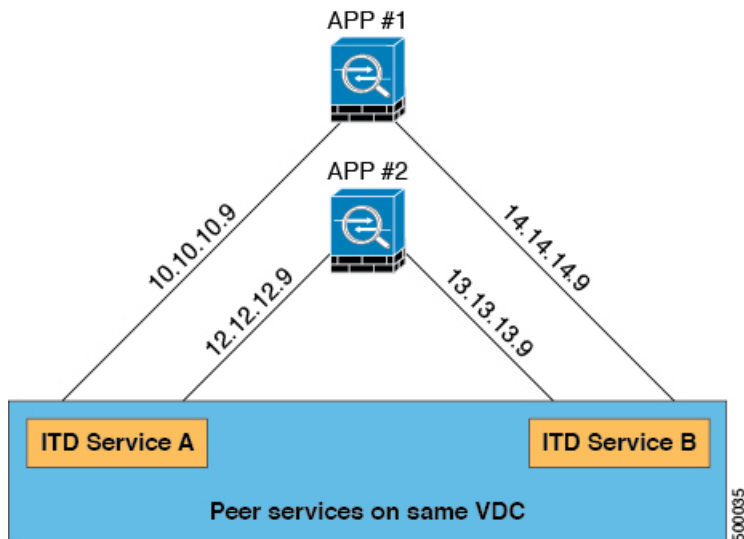 APP #1
APP #2
10.10.10.9
12.12.12.9
13.13.13.9
14.14.14.9
ITD Service A
ITD Service B
Peer services on same VDC
500035